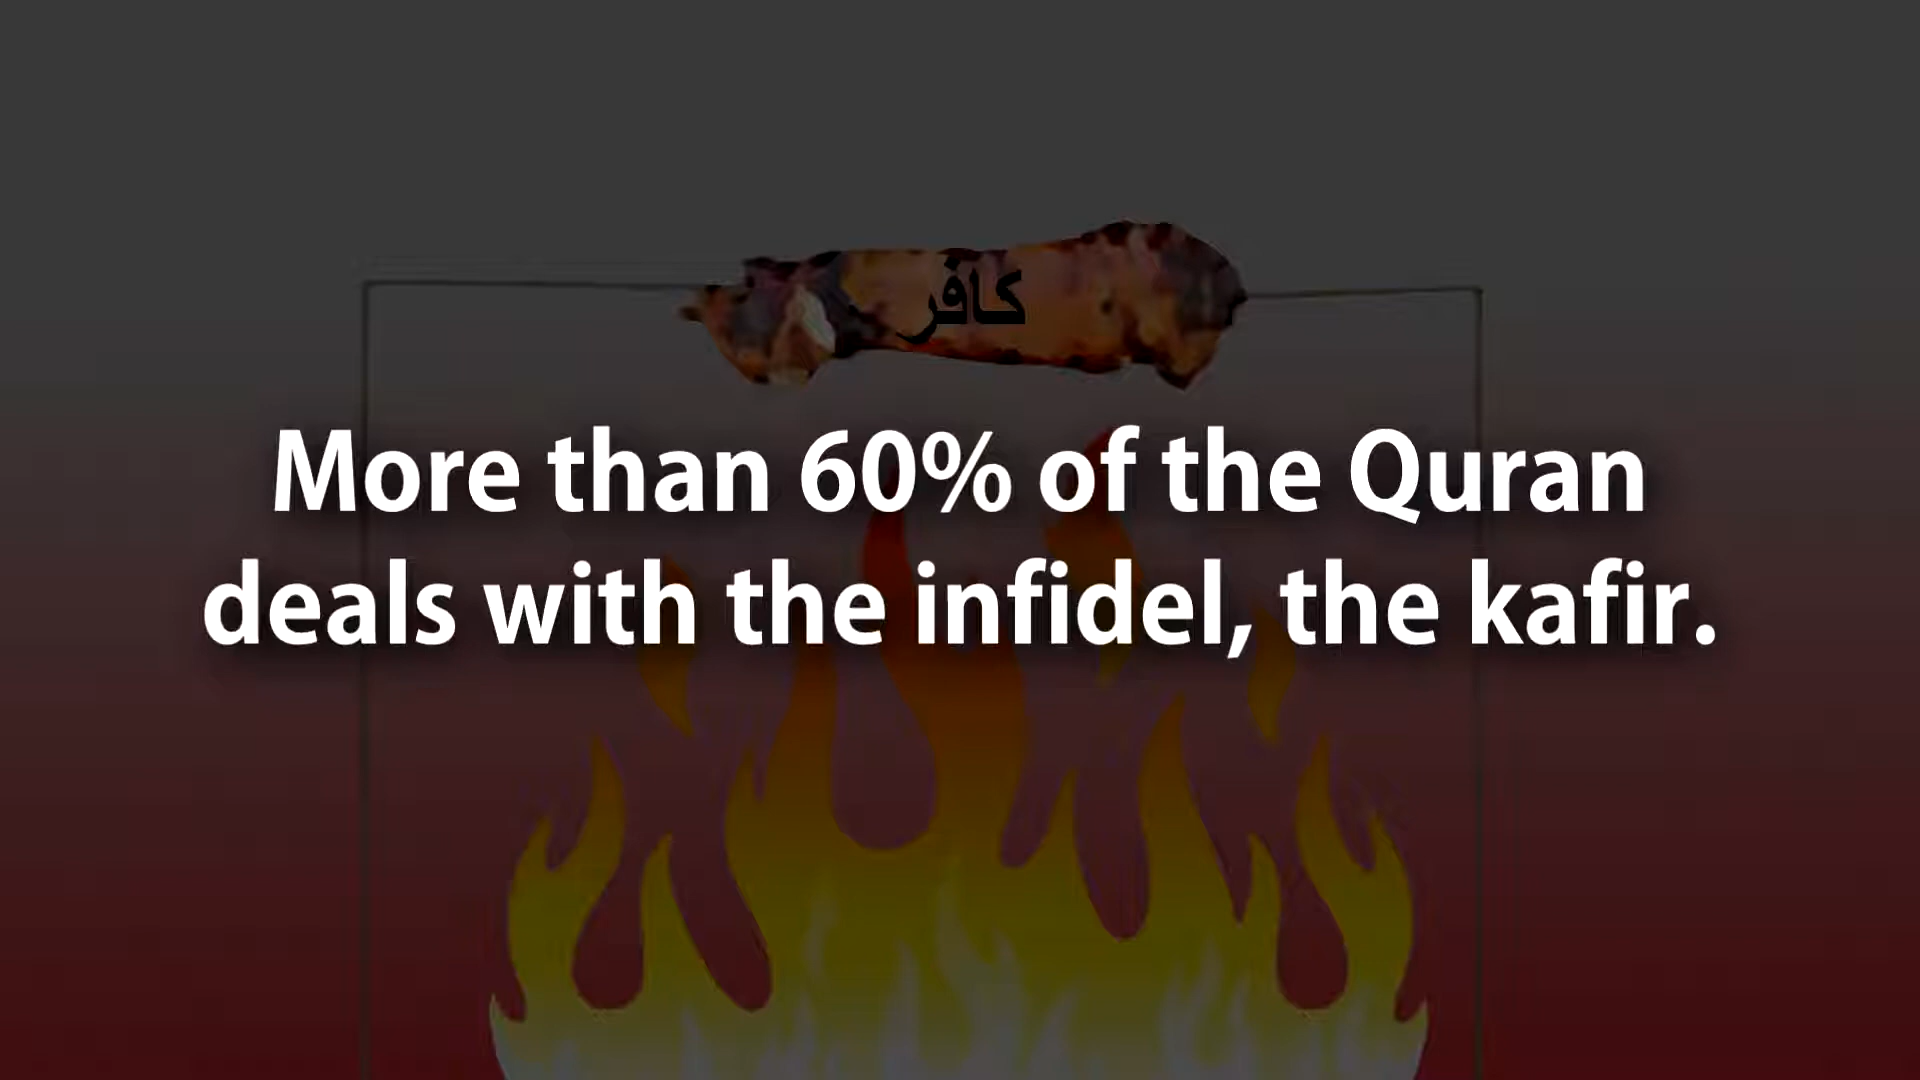 كافر
More than 60% of the Quran
deals with the infidel, the kafir.